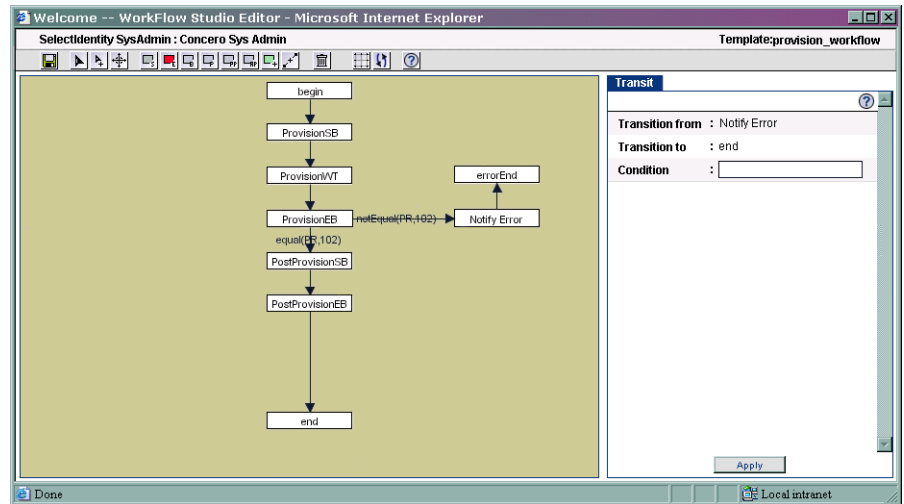 Welcome -- WorkFlow Studio Editor - Microsoft Internet Explorer
SelectIdentity SysAdmin : Concero Sys Admin
Template:provision_workflow
begin
ProvisionSB
ProvisionWT
errorEnd
ProvisionEB
notEqual(PR,102)
Notify Error
equal(PR,102)
PostProvisionSB
PostProvisionEB
end
Transit
Transition from : Notify Error
Transition to : end
Condition :
Apply
Done
Local intranet